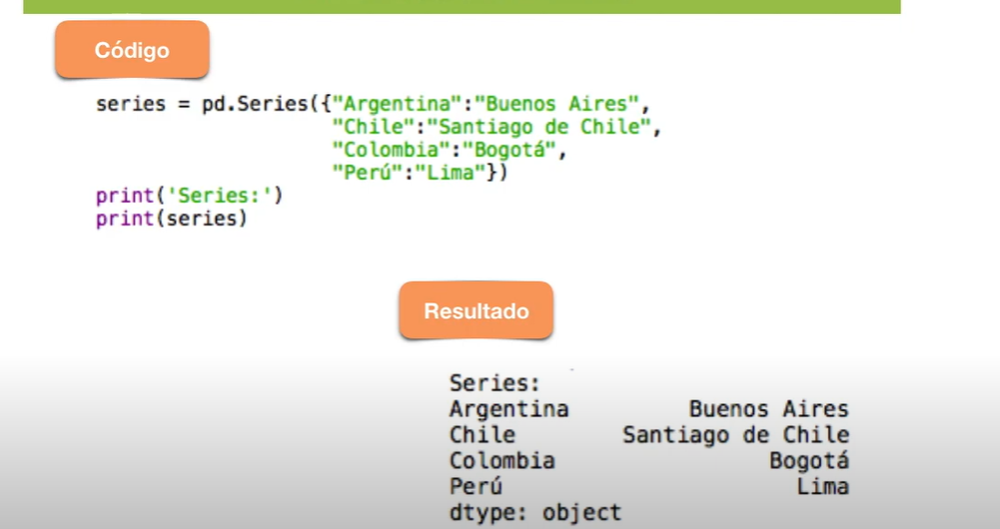 Código
series = pd.Series({"Argentina":"Buenos Aires",
"Chile":"Santiago de Chile",
"Colombia":"Bogotá",
"Perú":"Lima"})
print('Series:')
print(series)
Resultado
Series:
Argentina Buenos Aires
Chile Santiago de Chile
Colombia Bogotá
Perú Lima
dtype: object